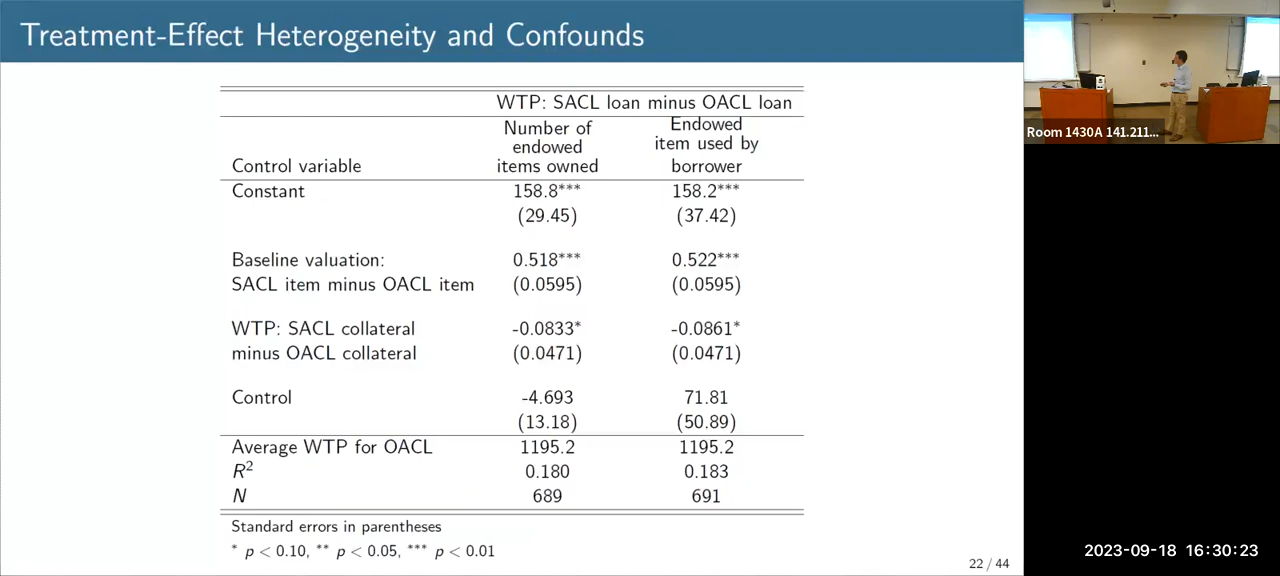 Treatment-Effect Heterogeneity and Confounds
WTP: SACL loan minus OACL loan
Control variable
Number of
endowed
items owned
Endowed
item used by
borrower
Constant 158.8*** 158.2***
(29.45) (37.42)
Baseline valuation: 0.518*** 0.522***
SACL item minus OACL item (0.0595) (0.0595)
WTP: SACL collateral -0.0833* -0.0861*
minus OACL collateral (0.0471) (0.0471)
Control -4.693 71.81
(13.18) (50.89)
Average WTP for OACL 1195.2 1195.2
R² 0.180 0.183
N 689 691
Standard errors in parentheses
* p < 0.10, ** p < 0.05, *** p < 0.01
22 / 44
Room 1430A 141.211...
2023-09-18 16:30:23